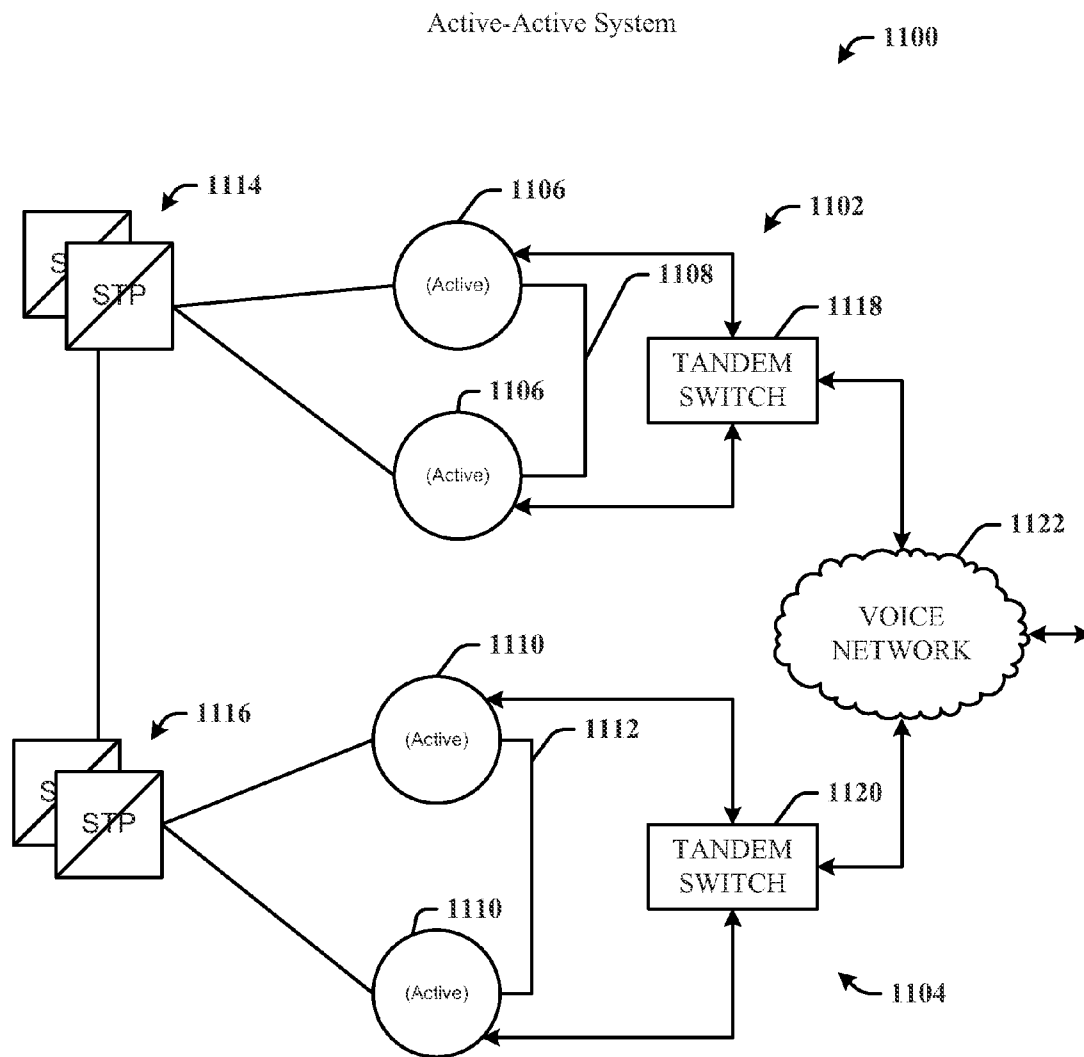 Active-Active System
1100
1114
1106
1102
1108
(Active)
STP
1118
TANDEM
SWITCH
1106
(Active)
1122
VOICE
NETWORK
1110
1116
1112
(Active)
STP
1120
TANDEM
SWITCH
1110
(Active)
1104